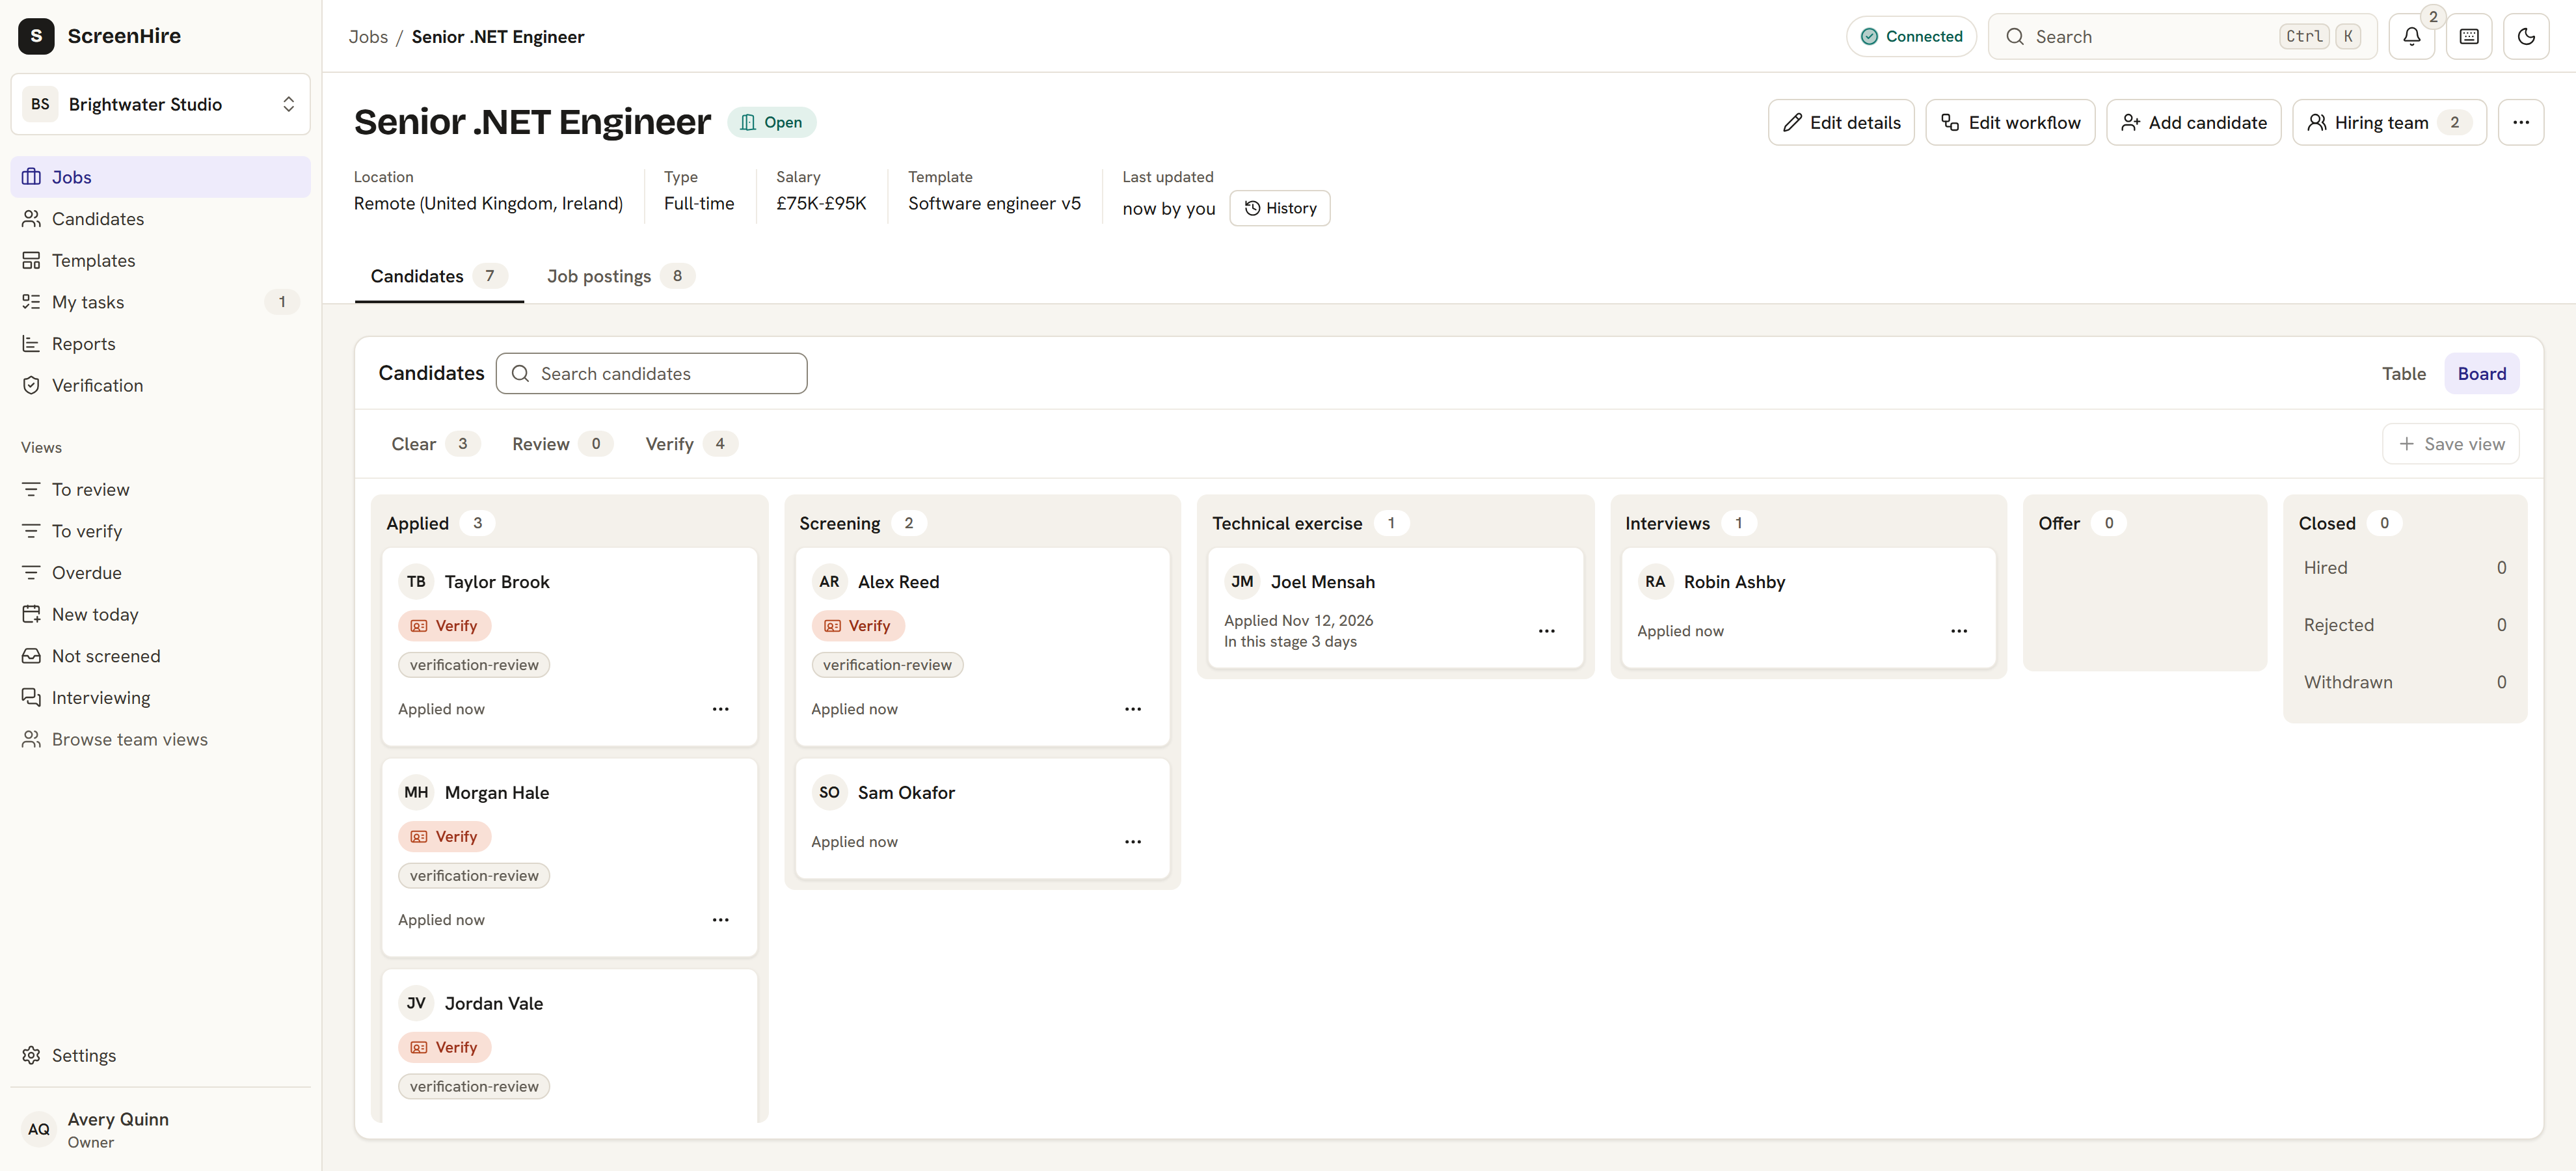 S ScreenHire
BS Brightwater Studio
Jobs
Candidates
Templates
My tasks 1
Reports
Verification
Views
To review
To verify
Overdue
New today
Not screened
Interviewing
Browse team views
Settings
AQ Avery Quinn
Owner
Jobs / Senior .NET Engineer
Connected
Search Ctrl K
2
Senior .NET Engineer Open
Edit details
Edit workflow
Add candidate
Hiring team 2
Location
Remote (United Kingdom, Ireland)
Type
Full-time
Salary
£75K-£95K
Template
Software engineer v5
Last updated
now by you History
Candidates 7
Job postings 8
Candidates Search candidates
Table Board
Clear 3 Review 0 Verify 4
Save view
Applied 3
TB Taylor Brook
Verify
verification-review
Applied now
MH Morgan Hale
Verify
verification-review
Applied now
JV Jordan Vale
Verify
verification-review
Screening 2
AR Alex Reed
Verify
verification-review
Applied now
SO Sam Okafor
Applied now
Technical exercise 1
JM Joel Mensah
Applied Nov 12, 2026
In this stage 3 days
Interviews 1
RA Robin Ashby
Applied now
Offer 0
Closed 0
Hired 0
Rejected 0
Withdrawn 0